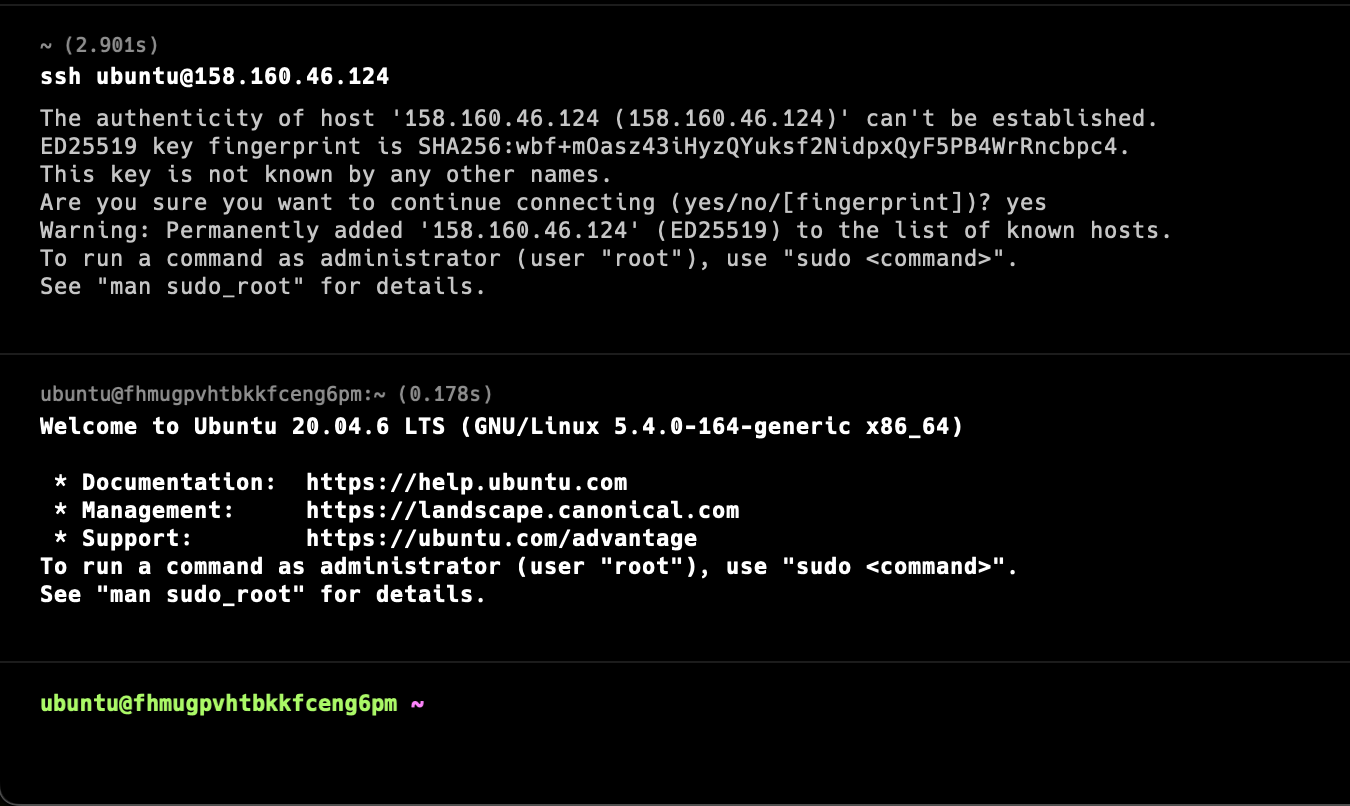 ~ (2.901s)
ssh ubuntu@158.160.46.124
The authenticity of host '158.160.46.124 (158.160.46.124)' can't be established.
ED25519 key fingerprint is SHA256:wbf+mOasz43iHyzQYuksf2NidpxQyF5PB4WrRncbpc4.
This key is not known by any other names.
Are you sure you want to continue connecting (yes/no/[fingerprint])? yes
Warning: Permanently added '158.160.46.124' (ED25519) to the list of known hosts.
To run a command as administrator (user "root"), use "sudo <command>".
See "man sudo_root" for details.
ubuntu@fhmugpvhtbkkfceng6pm:~ (0.178s)
Welcome to Ubuntu 20.04.6 LTS (GNU/Linux 5.4.0-164-generic x86_64)
* Documentation:  https://help.ubuntu.com
* Management:     https://landscape.canonical.com
* Support:        https://ubuntu.com/advantage
To run a command as administrator (user "root"), use "sudo <command>".
See "man sudo_root" for details.
ubuntu@fhmugpvhtbkkfceng6pm ~